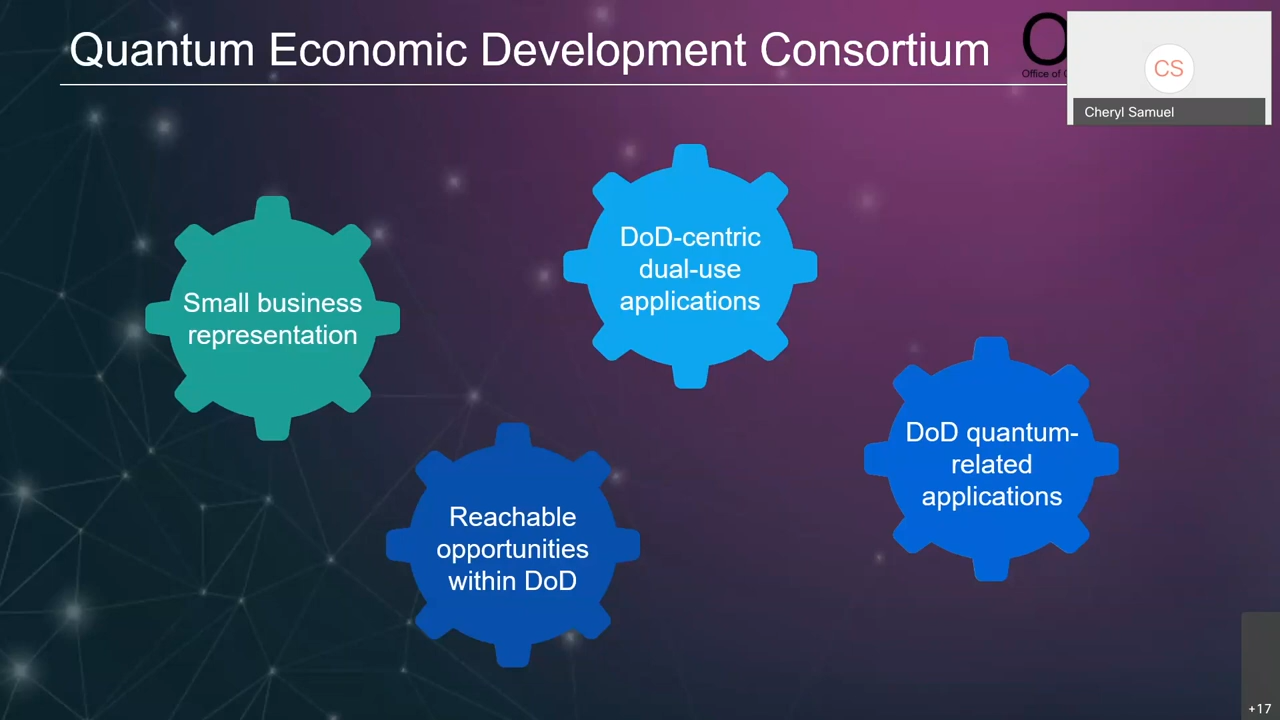 Quantum Economic Development Consortium
O
Office of
CS
Cheryl Samuel
DoD-centric
dual-use
applications
Small business
representation
DoD quantum-
related
applications
Reachable
opportunities
within DoD
+17